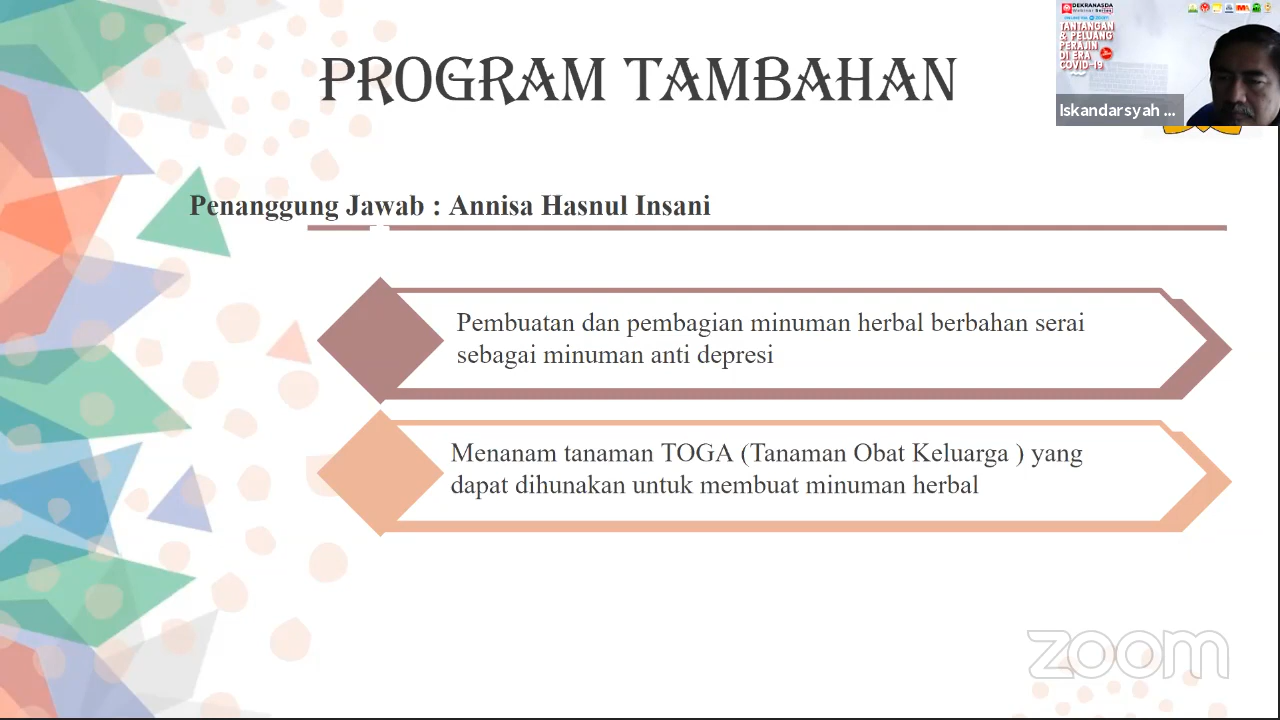 PROGRAM TAMBAHAN
DEKRANASDA
TANTANGAN
& PELUANG
PERAJIN
DI ERA
COVID-19
Iskandarsyah ...
Penanggung Jawab : Annisa Hasnul Insani
Pembuatan dan pembagian minuman herbal berbahan serai
sebagai minuman anti depresi
Menanam tanaman TOGA (Tanaman Obat Keluarga ) yang
dapat dihunakan untuk membuat minuman herbal
zoom